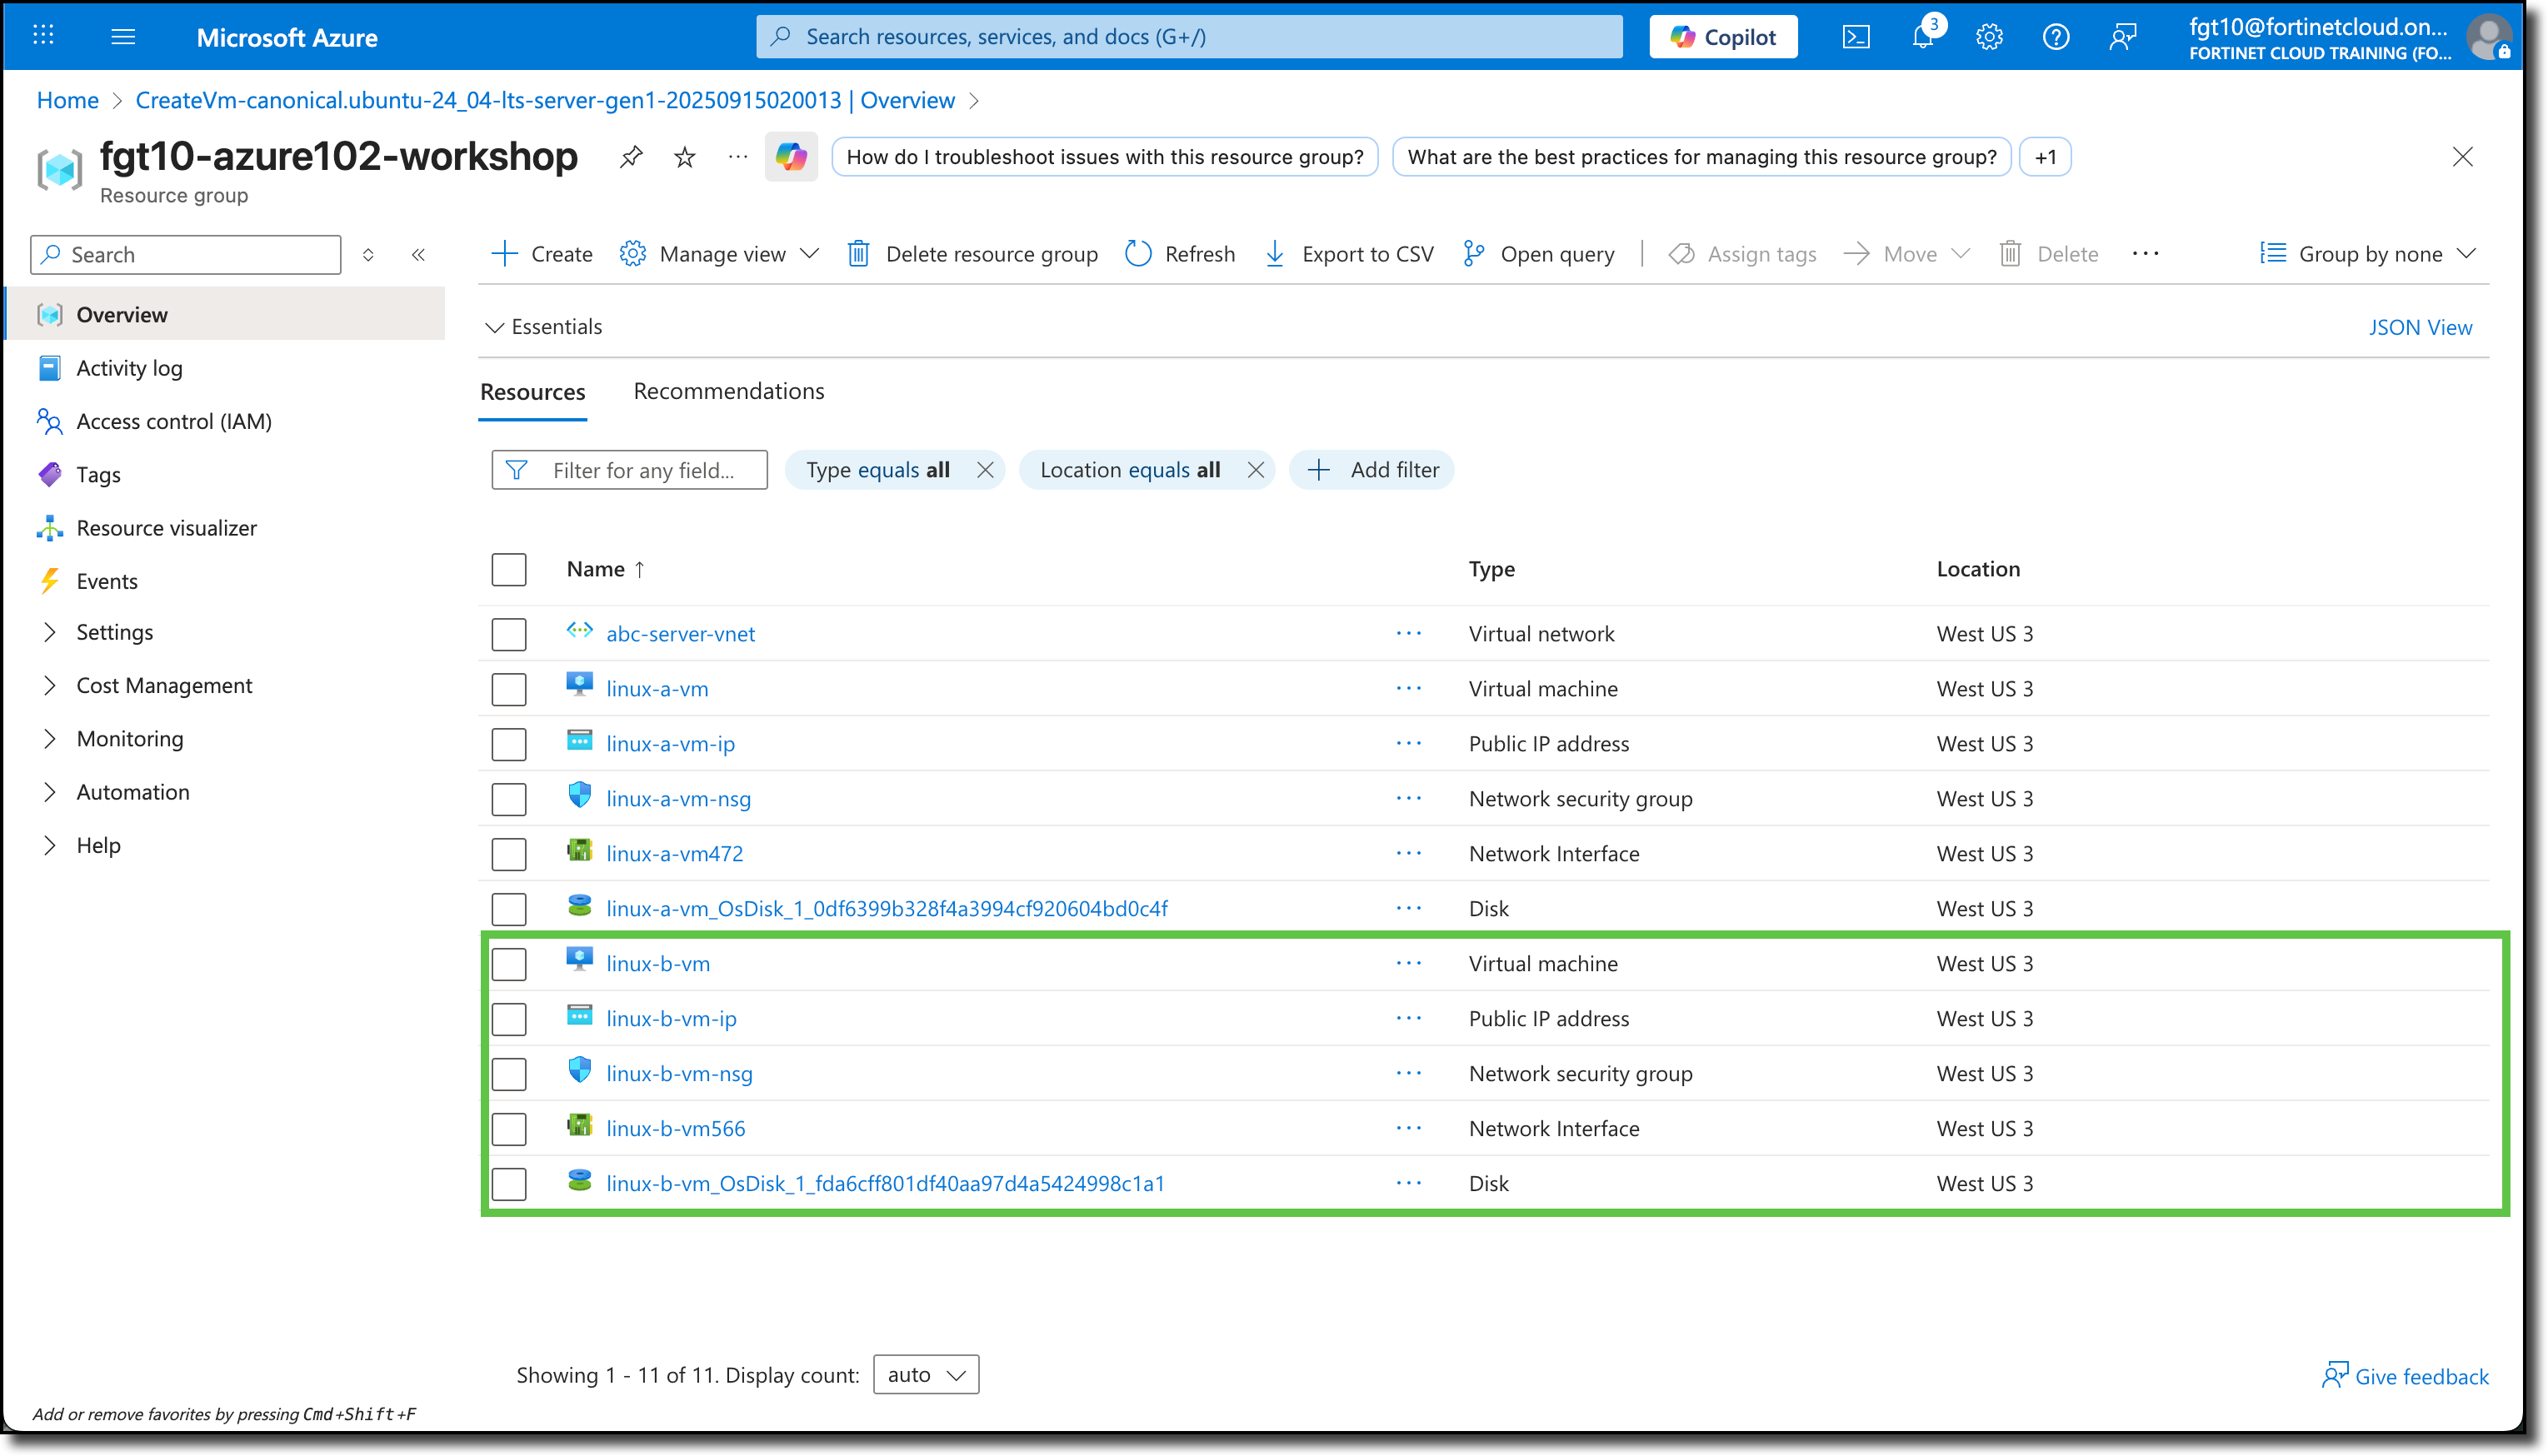 Microsoft Azure
Search resources, services, and docs (G+/)
Copilot
3
fgt10@fortinetcloud.on...
FORTINET CLOUD TRAINING (FO...
Home > CreateVm-canonical.ubuntu-24_04-lts-server-gen1-20250915020013 | Overview >
fgt10-azure102-workshop
Resource group
How do I troubleshoot issues with this resource group?
What are the best practices for managing this resource group?
+1
Search
Create
Manage view
Delete resource group
Refresh
Export to CSV
Open query
Assign tags
Move
Delete
Group by none
Overview
Activity log
Access control (IAM)
Tags
Resource visualizer
Events
Settings
Cost Management
Monitoring
Automation
Help
Essentials
JSON View
Resources
Recommendations
Filter for any field...
Type equals all
Location equals all
Add filter
Name ↑ Type Location
abc-server-vnet ... Virtual network West US 3
linux-a-vm ... Virtual machine West US 3
linux-a-vm-ip ... Public IP address West US 3
linux-a-vm-nsg ... Network security group West US 3
linux-a-vm472 ... Network Interface West US 3
linux-a-vm_OsDisk_1_0df6399b328f4a3994cf920604bd0c4f ... Disk West US 3
linux-b-vm ... Virtual machine West US 3
linux-b-vm-ip ... Public IP address West US 3
linux-b-vm-nsg ... Network security group West US 3
linux-b-vm566 ... Network Interface West US 3
linux-b-vm_OsDisk_1_fda6cff801df40aa97d4a5424998c1a1 ... Disk West US 3
Showing 1 - 11 of 11. Display count: auto
Give feedback
Add or remove favorites by pressing Cmd+Shift+F